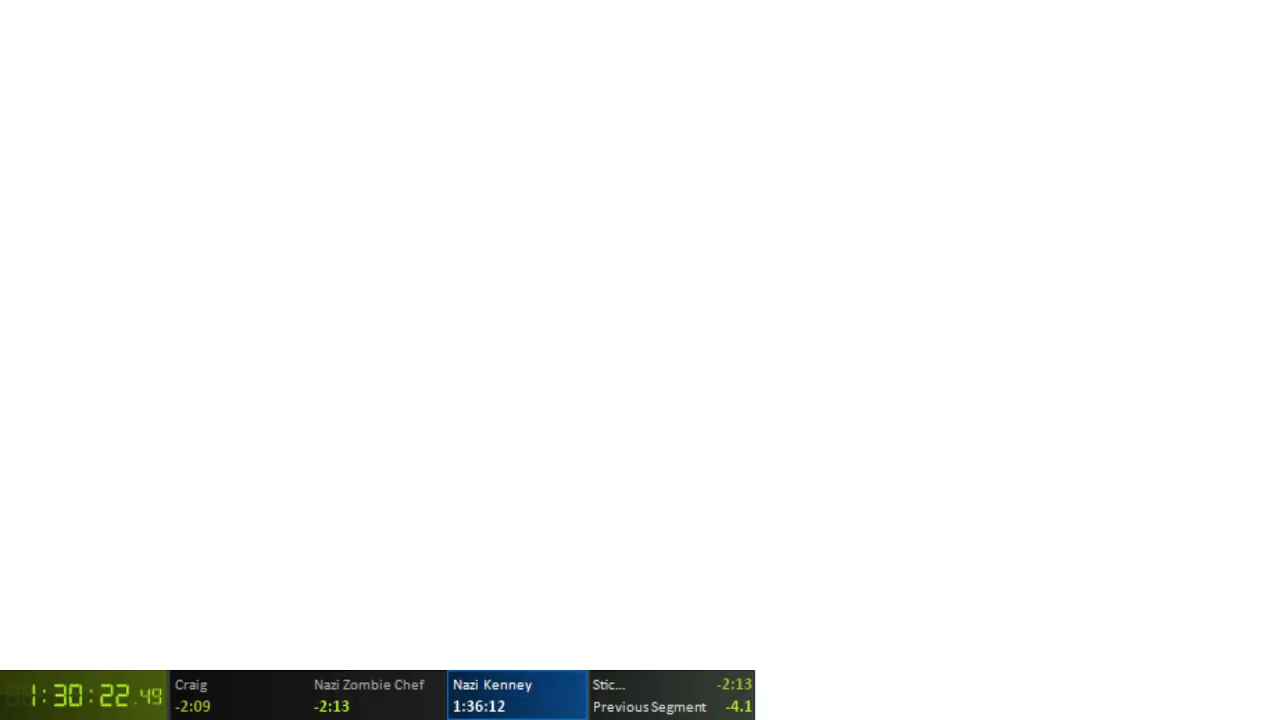 1:30:22.49
Craig
-2:09
Nazi Zombie Chef
-2:13
Nazi Kenney
1:36:12
Stic... -2:13
Previous Segment -4.1